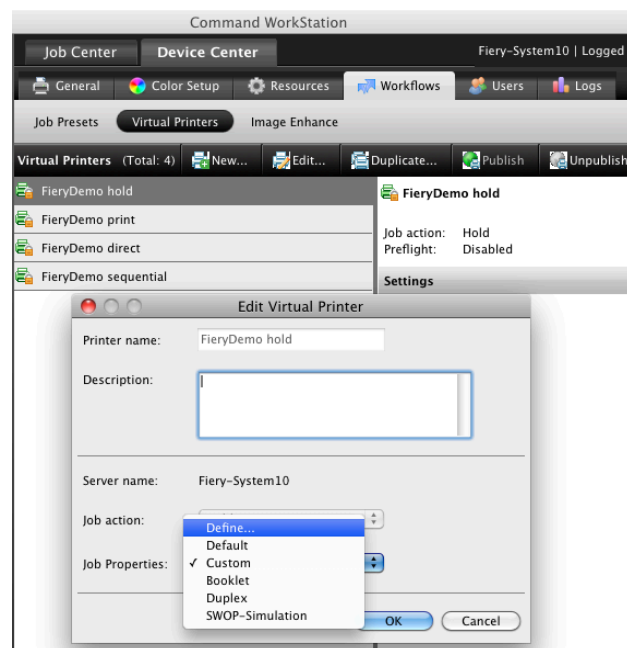 Command WorkStation
Job Center Device Center Fiery-System10 | Logged
General Color Setup Resources Workflows Users Logs
Job Presets Virtual Printers Image Enhance
Virtual Printers (Total: 4) New... Edit... Duplicate... Publish Unpublish
FieryDemo hold
FieryDemo print
FieryDemo direct
FieryDemo sequential
FieryDemo hold
Job action: Hold
Preflight: Disabled
Settings
Edit Virtual Printer
Printer name: FieryDemo hold
Description:
Server name: Fiery-System10
Job action:
Job Properties:
Define...
Default
✓ Custom
Booklet
Duplex
SWOP-Simulation
OK Cancel